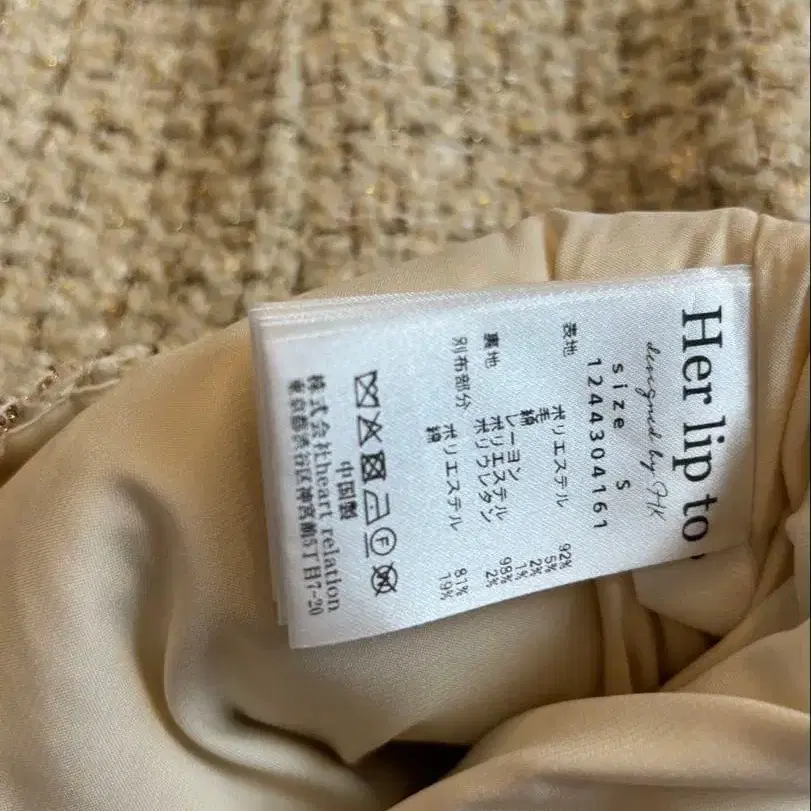 Her lip to
designed by HK
size S
1244304161
表地
ポリエステル 92%
毛 5%
綿 2%
レーヨン 1%
裏地
ポリエステル 98%
ポリウレタン 2%
別布部分
ポリエステル 81%
綿 19%
F
中国製
株式会社heart relation
東京都渋谷区神宮前5丁目7-20